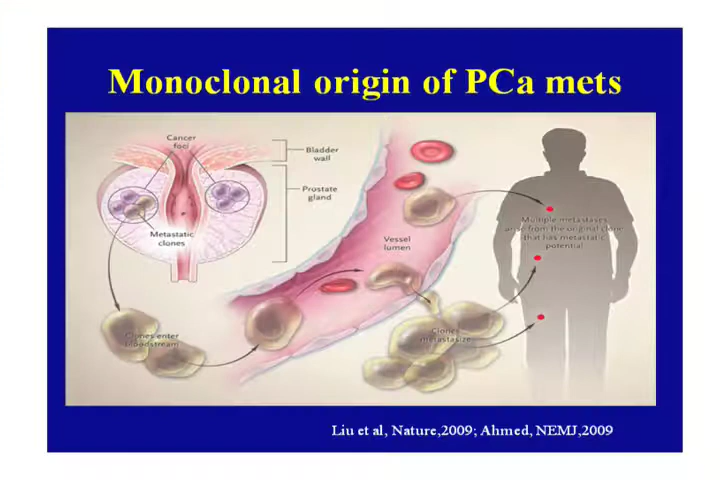 Monoclonal origin of PCa mets
Cancer
foci
Bladder
wall
Prostate
gland
Metastatic
clones
Vessel
lumen
Multiple metastases
arise from the original clone
that has metastatic
potential
Clones enter
bloodstream
Clones
metastasize
Liu et al, Nature,2009; Ahmed, NEMJ,2009